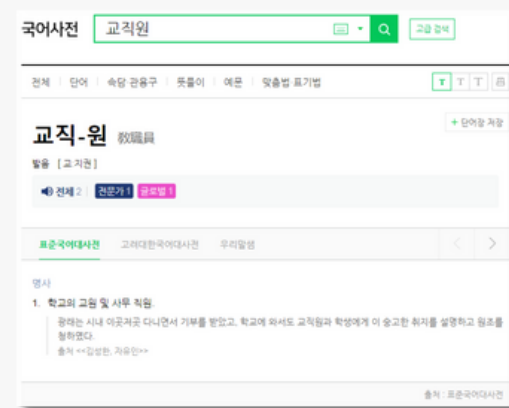 국어사전 교직원 고급 검색
전체 단어 속담·관용구 뜻풀이 예문 맞춤법·표기법 T T T
교직-원 敎職員 + 단어장 저장
발음 [교지권]
전체 2 전문가 1 글로벌 1
표준국어대사전 고려대한국어대사전 우리말샘
명사
1. 학교의 교원 및 사무 직원.
광래는 시내 이곳저곳 다니면서 기부를 받았고, 학교에 와서도 교직원과 학생에게 이 숭고한 취지를 설명하고 원조를
청하였다.
출처 <<김성한, 자유인>>
출처 : 표준국어대사전